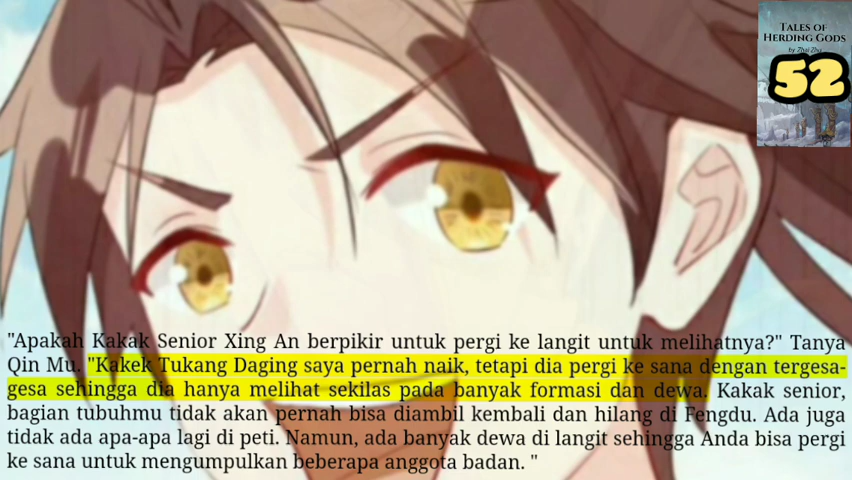 TALES OF
HERDING GODS
by Zhai Zhu
52
"Apakah Kakak Senior Xing An berpikir untuk pergi ke langit untuk melihatnya?" Tanya
Qin Mu. "Kakek Tukang Daging saya pernah naik, tetapi dia pergi ke sana dengan tergesa-
gesa sehingga dia hanya melihat sekilas pada banyak formasi dan dewa. Kakak senior,
bagian tubuhmu tidak akan pernah bisa diambil kembali dan hilang di Fengdu. Ada juga
tidak ada apa-apa lagi di peti. Namun, ada banyak dewa di langit sehingga Anda bisa pergi
ke sana untuk mengumpulkan beberapa anggota badan. "